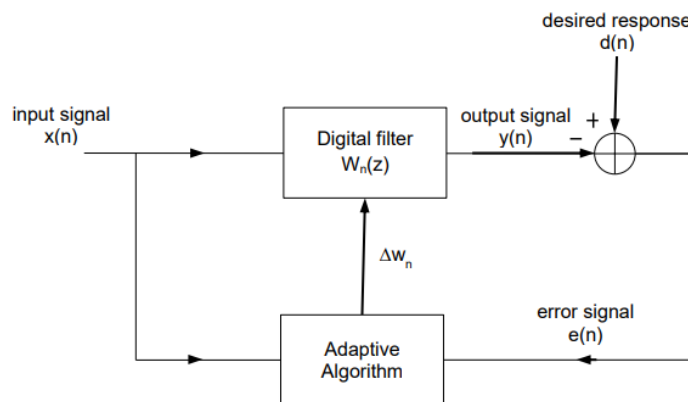 desired response
d(n)
input signal
x(n)
Digital filter
Wn(z)
output signal
y(n)
+
−
Δwn
Adaptive
Algorithm
error signal
e(n)